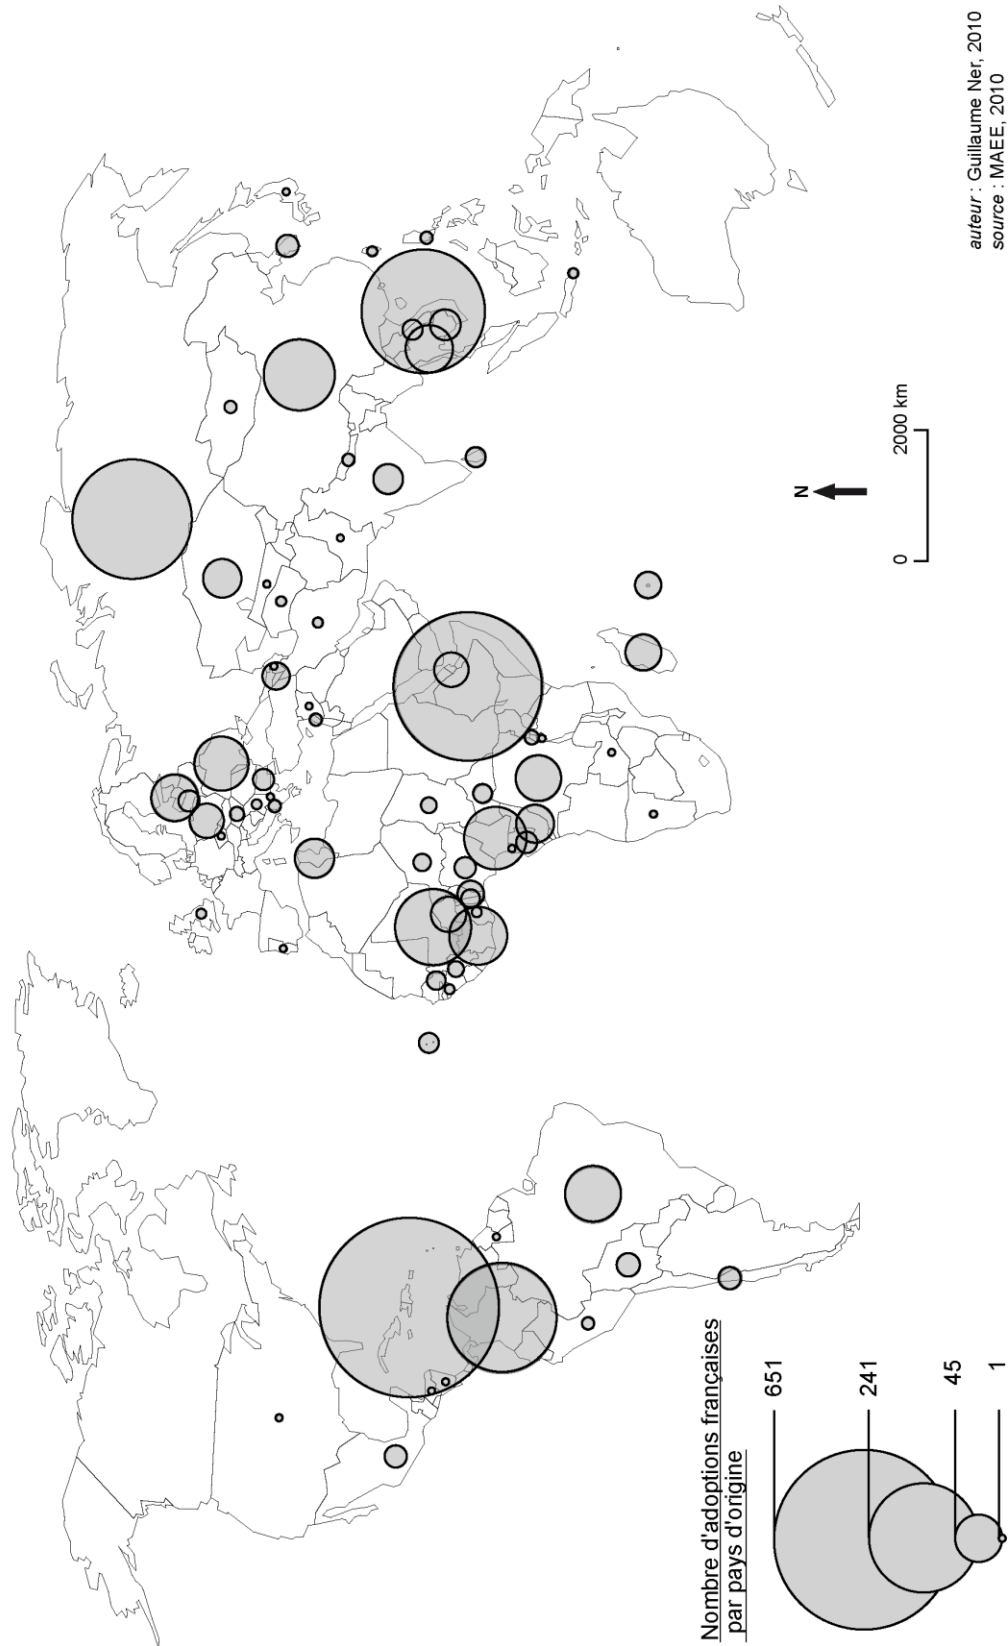 Nombre d'adoptions françaises
par pays d'origine
651
241
45
1
N
0 2000 km
auteur : Guillaume Ner, 2010
source : MAEE, 2010